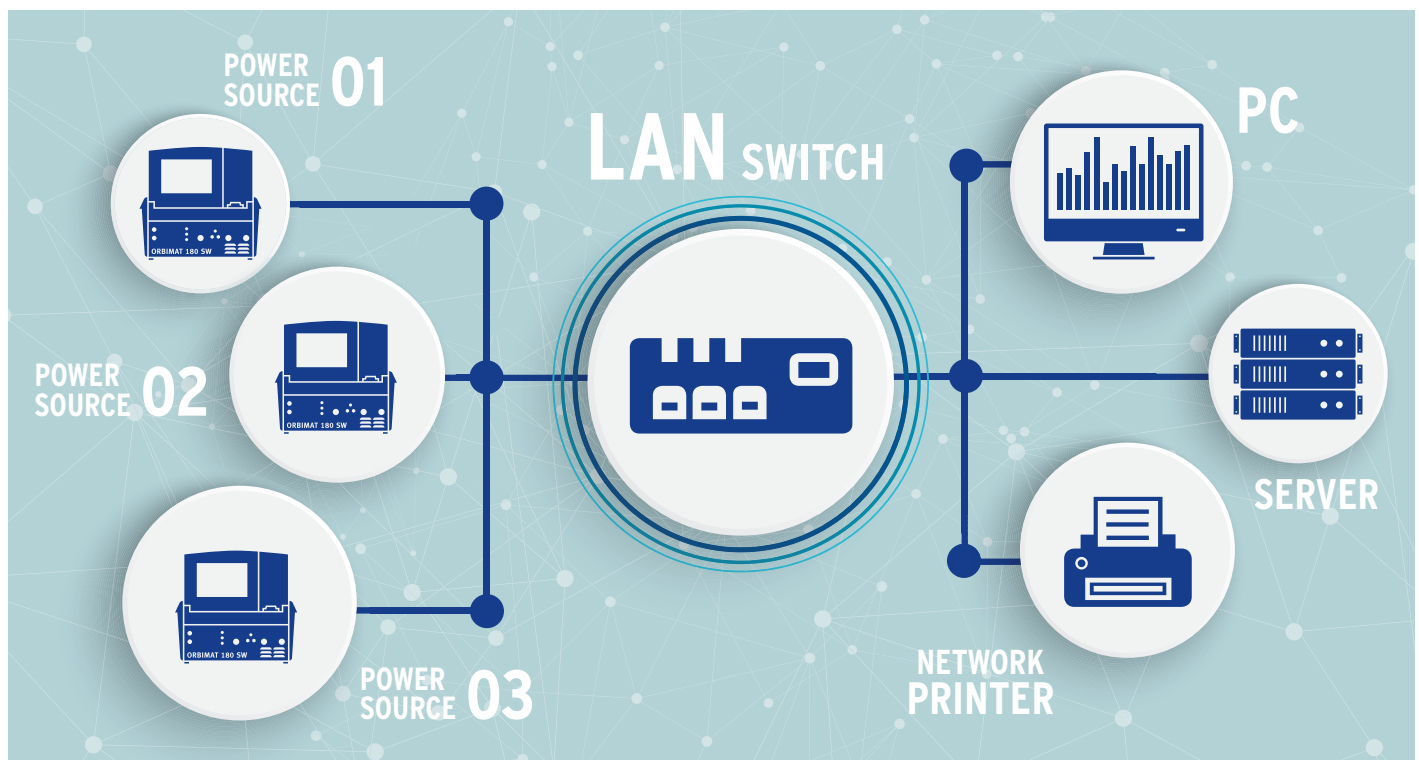 POWER
SOURCE 01
ORBIMAT 180 SW
POWER
SOURCE 02
ORBIMAT 180 SW
ORBIMAT 180 SW
POWER
SOURCE 03
LAN SWITCH
PC
SERVER
NETWORK
PRINTER